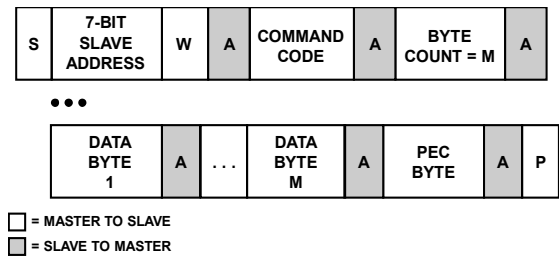 S 7-BIT SLAVE ADDRESS W A COMMAND CODE A BYTE COUNT = M A
•••
DATA BYTE 1 A ... DATA BYTE M A PEC BYTE A P
= MASTER TO SLAVE
= SLAVE TO MASTER